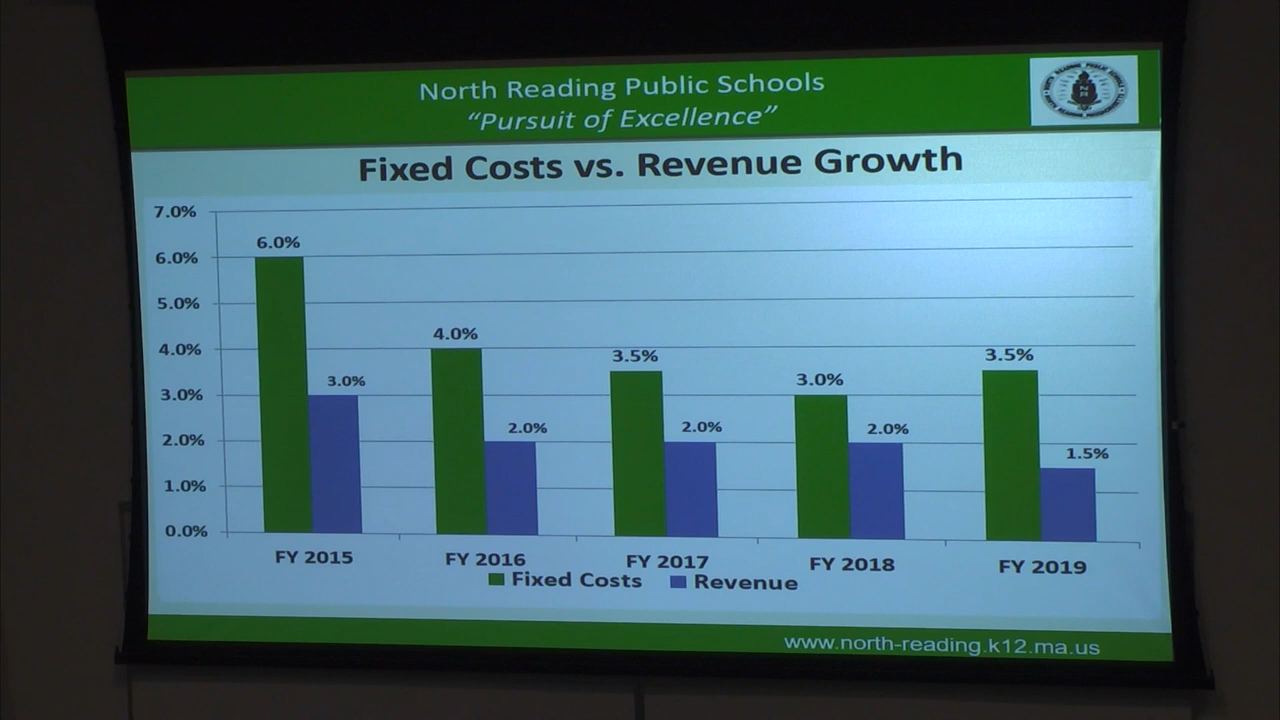 North Reading Public Schools
“Pursuit of Excellence”
Fixed Costs vs. Revenue Growth
7.0%
6.0%
5.0%
4.0%
3.0%
2.0%
1.0%
0.0%
6.0%
3.0%
4.0%
2.0%
3.5%
2.0%
3.0%
2.0%
3.5%
1.5%
FY 2015
FY 2016
FY 2017
FY 2018
FY 2019
Fixed Costs
Revenue
www.north-reading.k12.ma.us